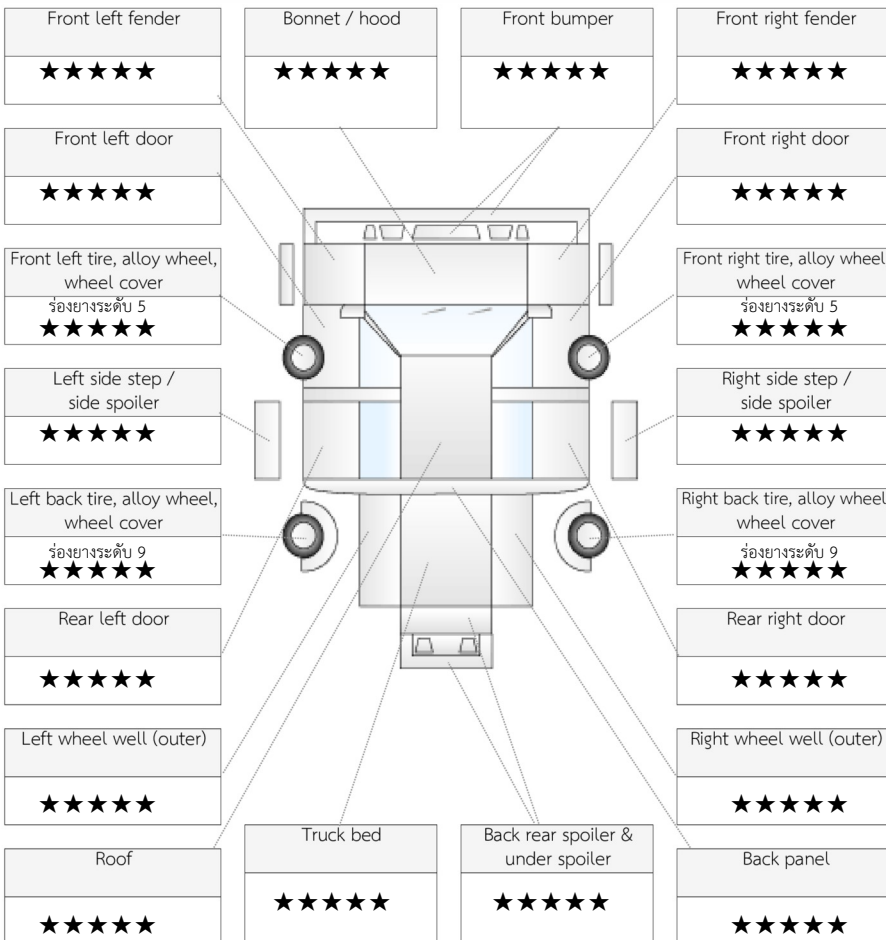 Front left fender
★★★★★
Bonnet / hood
★★★★★
Front bumper
★★★★★
Front right fender
★★★★★
Front left door
★★★★★
Front right door
★★★★★
Front left tire, alloy wheel,
wheel cover
ร่องยางระดับ 5
★★★★★
Front right tire, alloy wheel
wheel cover
ร่องยางระดับ 5
★★★★★
Left side step /
side spoiler
★★★★★
Right side step /
side spoiler
★★★★★
Left back tire, alloy wheel,
wheel cover
ร่องยางระดับ 9
★★★★★
Right back tire, alloy wheel
wheel cover
ร่องยางระดับ 9
★★★★★
Rear left door
★★★★★
Rear right door
★★★★★
Left wheel well (outer)
★★★★★
Right wheel well (outer)
★★★★★
Roof
★★★★★
Truck bed
★★★★★
Back rear spoiler &
under spoiler
★★★★★
Back panel
★★★★★